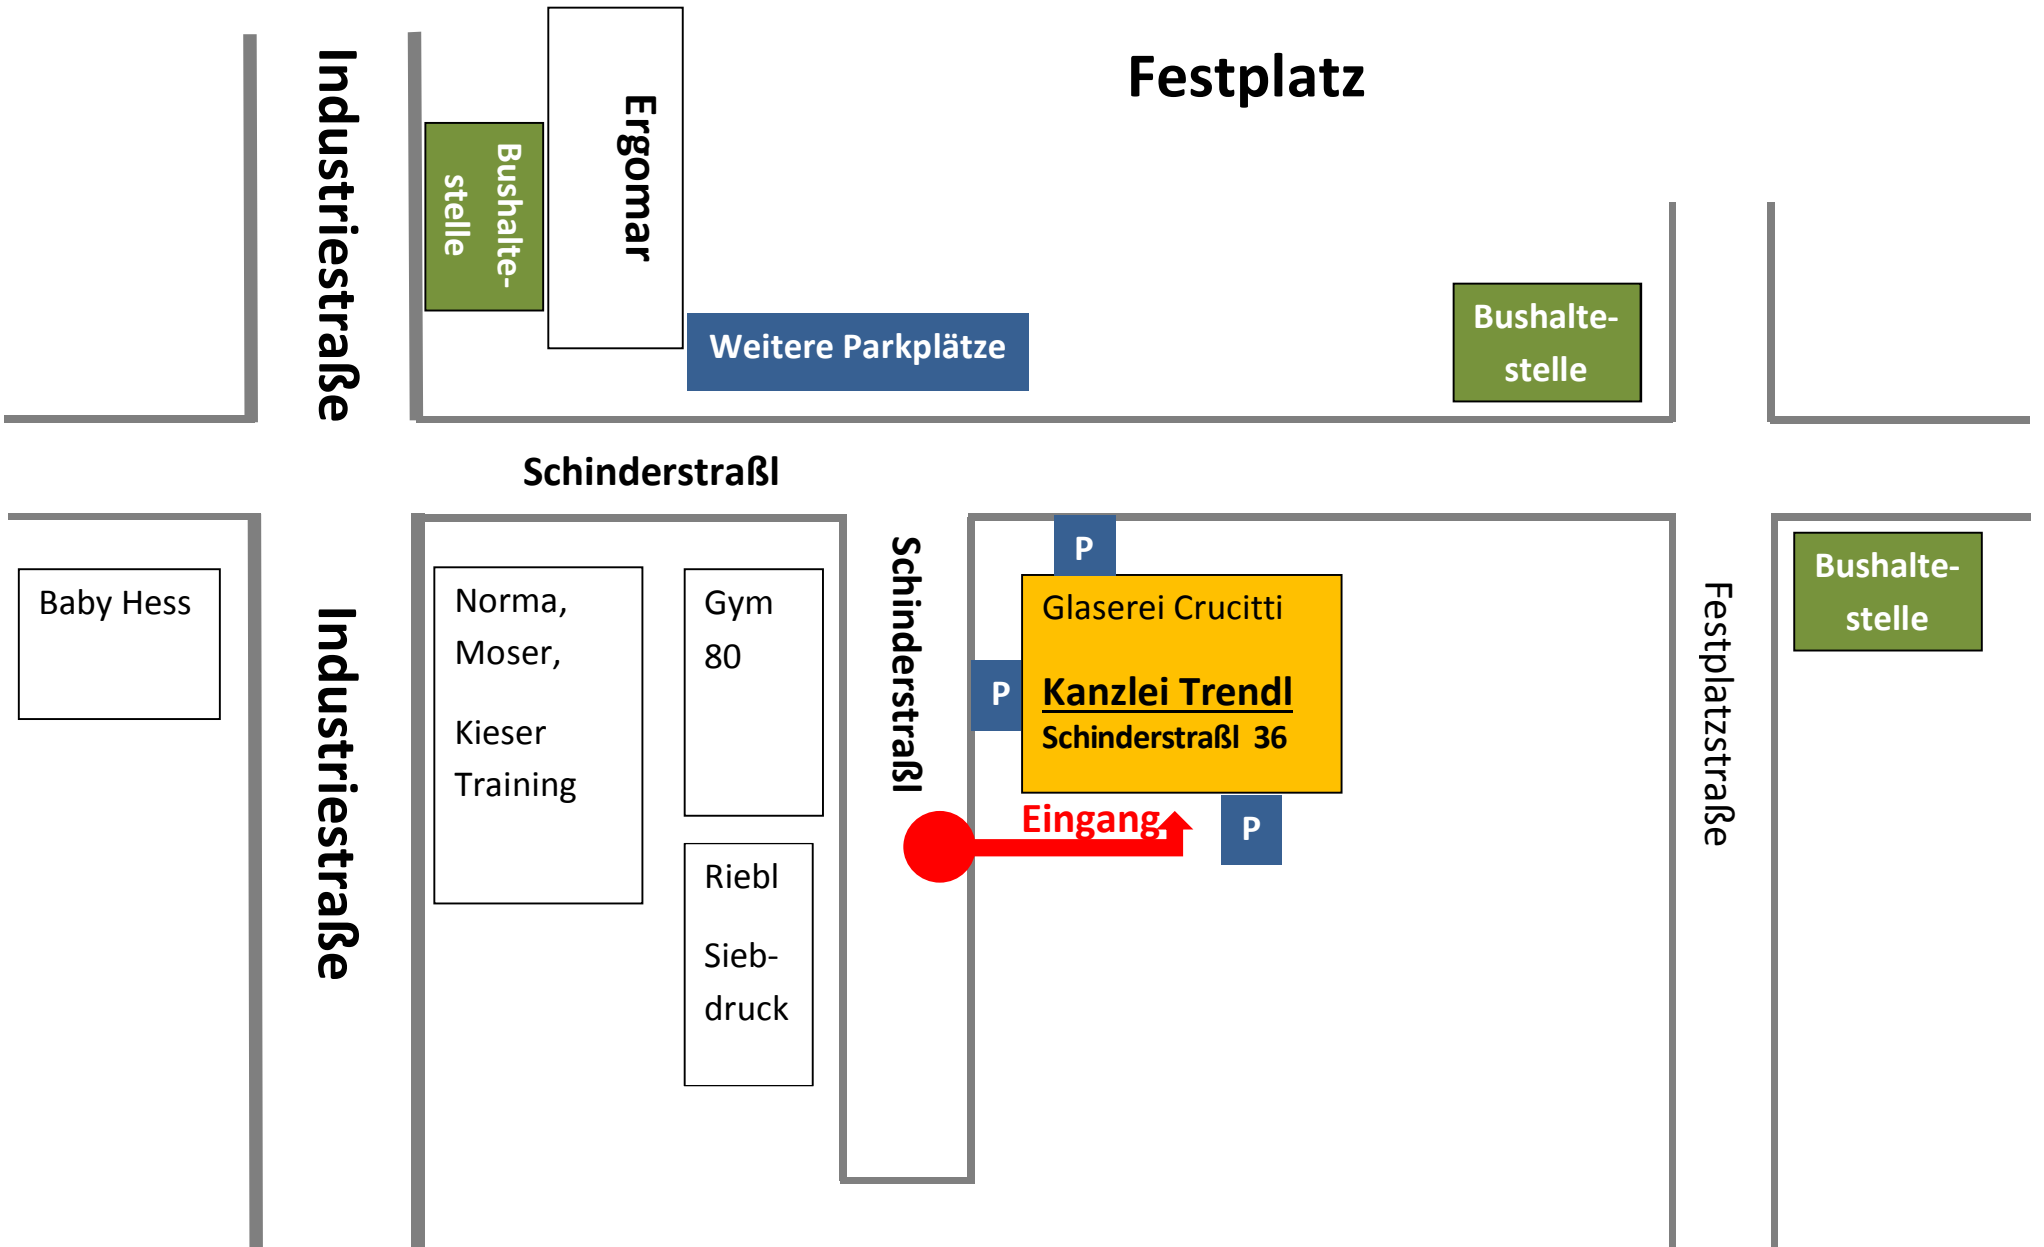 Industriestraße
Bushalte-
stelle
Ergomar
Festplatz
Weitere Parkplätze
Bushalte-
stelle
Schinderstraßl
Baby Hess
Industriestraße
Norma,
Moser,
Kieser
Training
Gym
80
Riebl
Sieb-
druck
Schinderstraßl
P
Glaserei Crucitti
P
Kanzlei Trendl
Schinderstraßl 36
Eingang
P
Festplatzstraße
Bushalte-
stelle